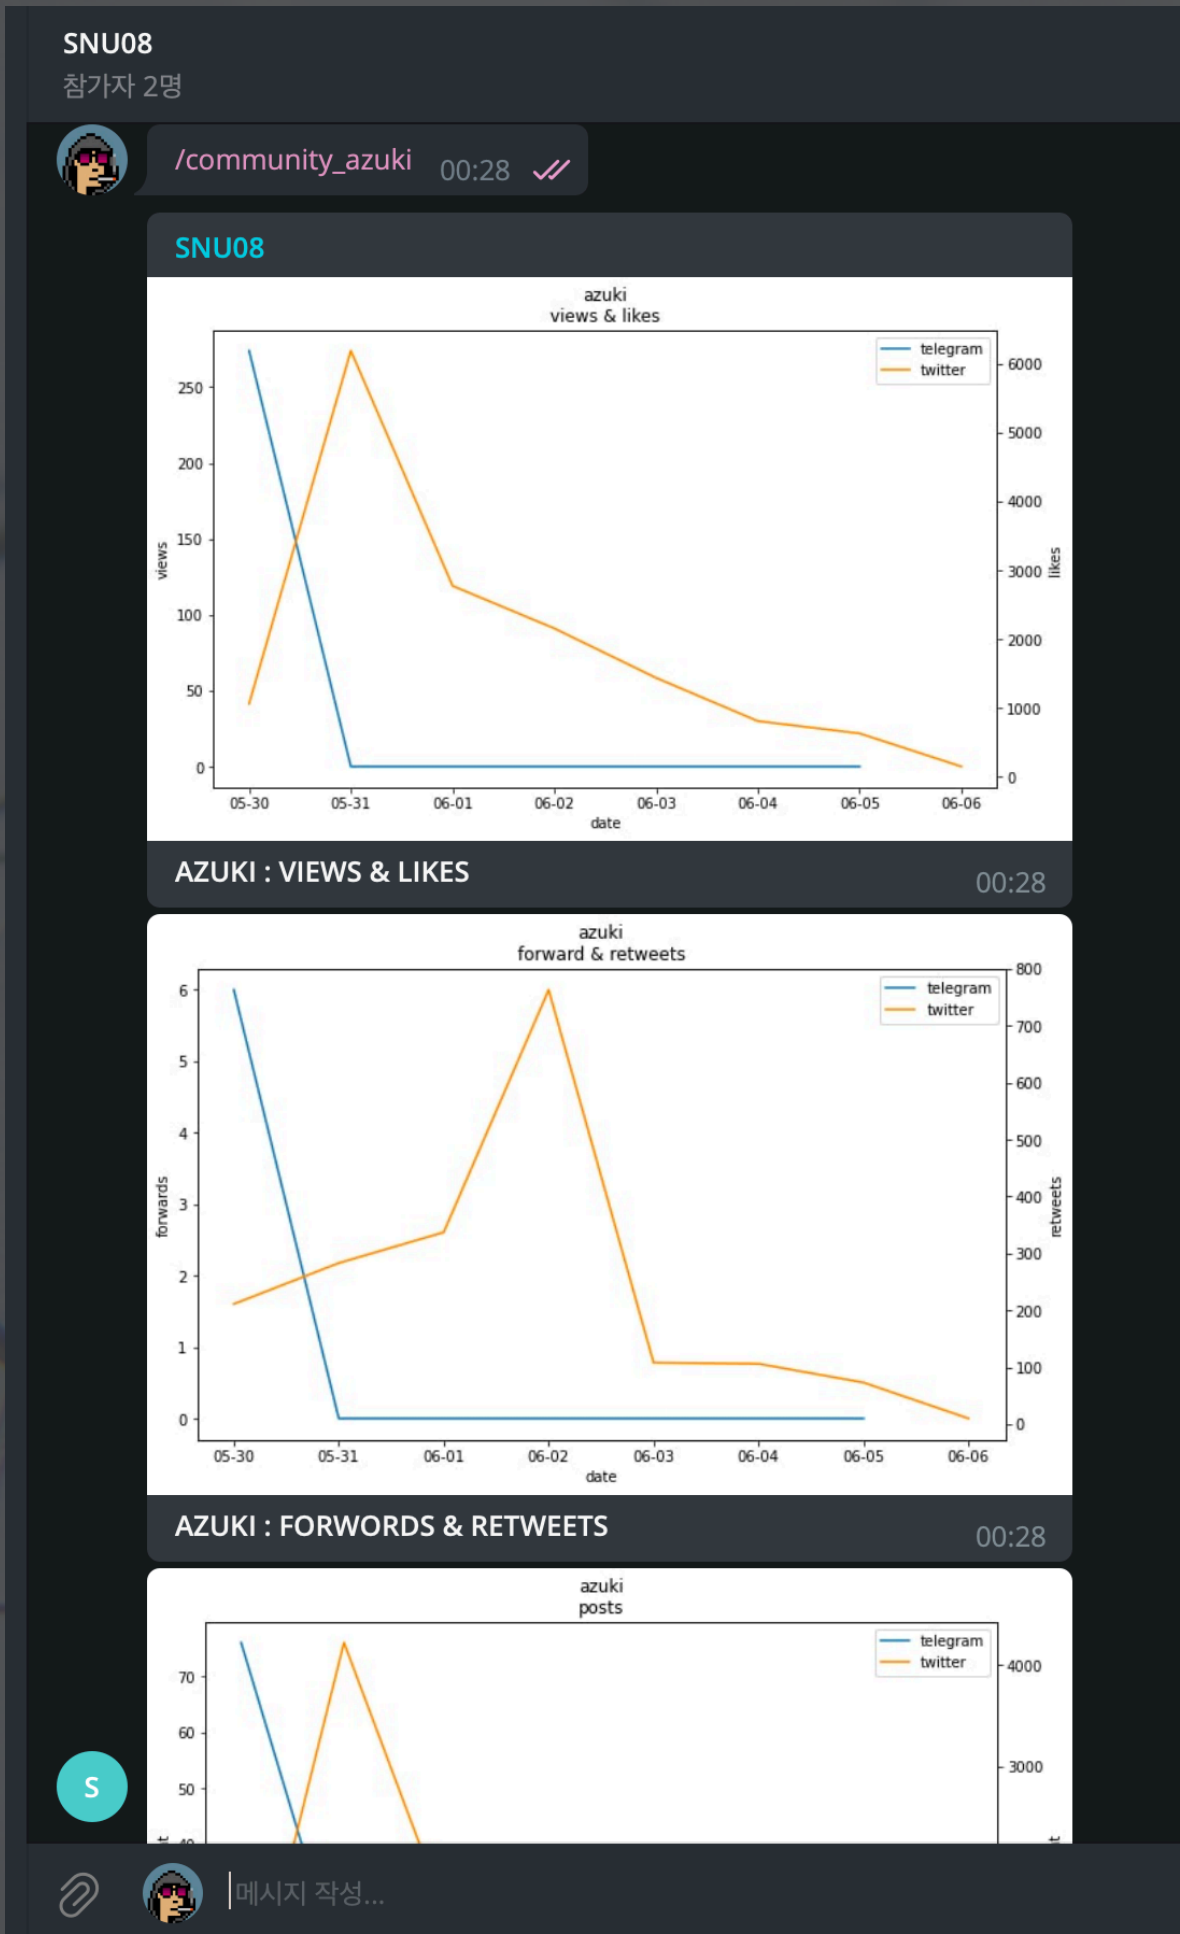 SNU08
참가자 2명
/community_azuki 00:28
SNU08
azuki
views & likes
telegram
twitter
250
200
150
100
50
0
views
6000
5000
4000
3000
2000
1000
0
likes
05-30 05-31 06-01 06-02 06-03 06-04 06-05 06-06
date
AZUKI : VIEWS & LIKES
00:28
azuki
forward & retweets
telegram
twitter
6
5
4
3
2
1
0
forwards
800
700
600
500
400
300
200
100
0
retweets
05-30 05-31 06-01 06-02 06-03 06-04 06-05 06-06
date
AZUKI : FORWORDS & RETWEETS
00:28
azuki
posts
telegram
twitter
70
60
50
4000
3000
S
메시지 작성...